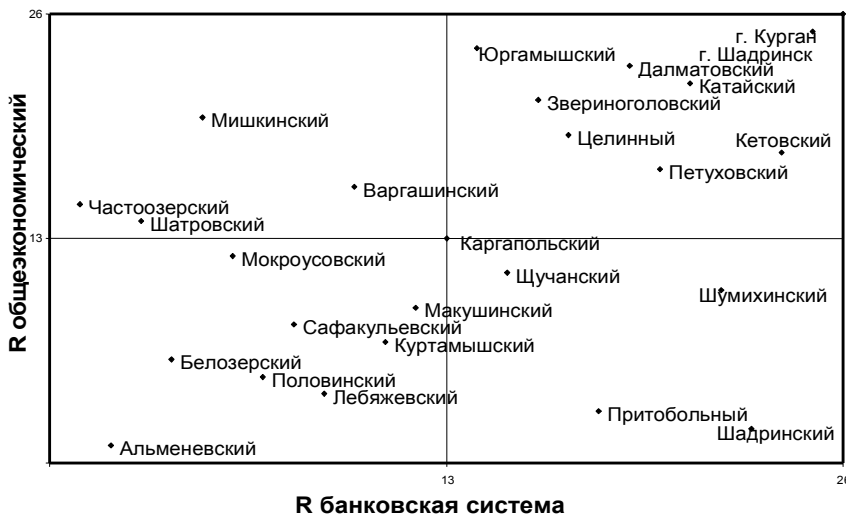 26
г. Курган
Юргамышский
г. Шадринск
Далматовский
Катайский
Звериноголовский
Мишкинский
Целинный
Кетовский
Петуховский
Варгашинский
Частоозерский
Шатровский
13
Каргапольский
Мокроусовский
Щучанский
Шумихинский
Макушинский
Сафакульевский
Куртамышский
Белозерский
Половинский
Лебяжевский
Притобольный
Шадринский
Альменевский
R общеэкономический
13
26
R банковская система